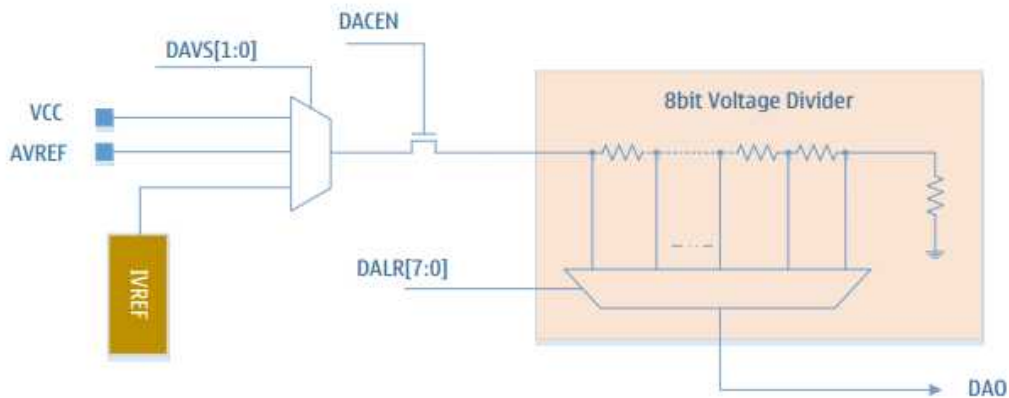 DACEN
DAVS[1:0]
8bit Voltage Divider
VCC
AVREF
IVREF
DALR[7:0]
DAO